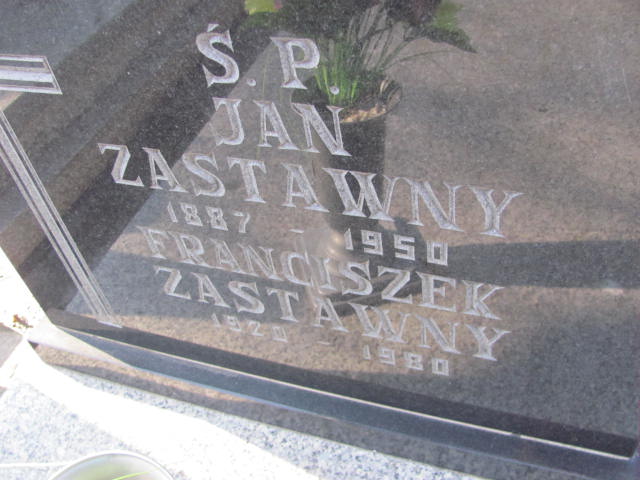 Ś. P.
JAN
ZASTAWNY
1887 - 1950
FRANCISZEK
ZASTAWNY
1920 - 1980